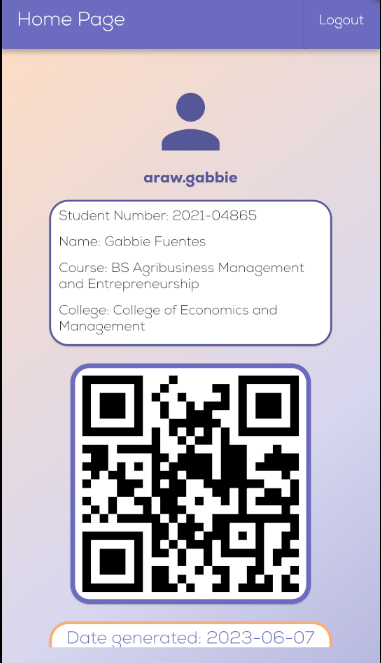 Home Page
Logout
araw.gabbie
Student Number: 2021-04865
Name: Gabbie Fuentes
Course: BS Agribusiness Management
and Entrepreneurship
College: College of Economics and
Management
Date generated: 2023-06-07